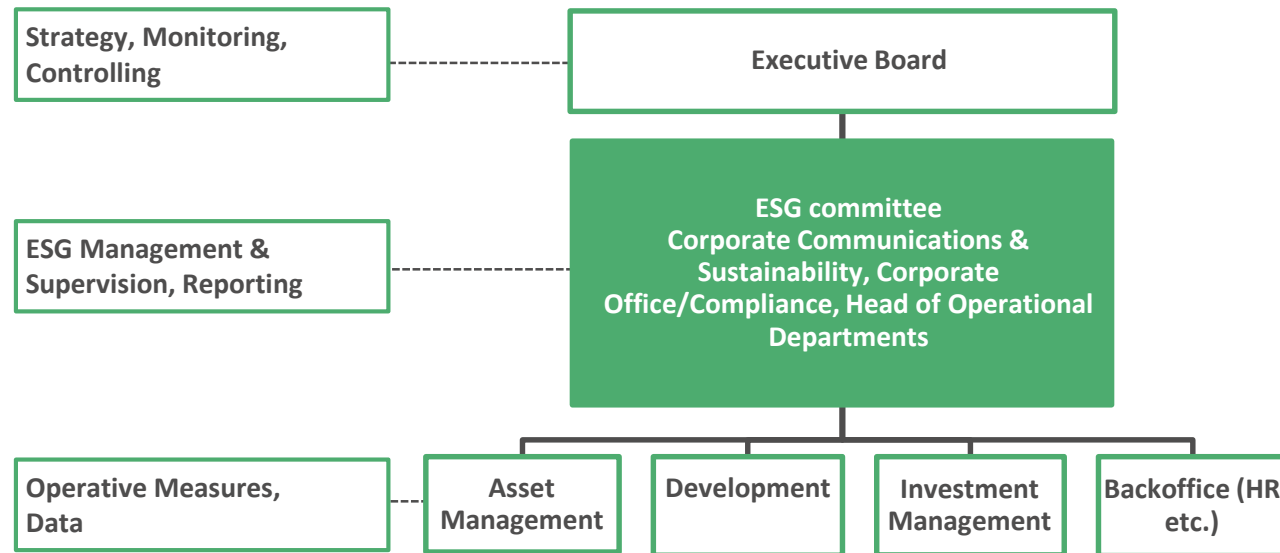 Strategy, Monitoring,
Controlling
Executive Board
ESG committee
Corporate Communications &
Sustainability, Corporate
Office/Compliance, Head of Operational
Departments
ESG Management &
Supervision, Reporting
Operative Measures,
Data
Asset
Management
Development
Investment
Management
Backoffice (HR
etc.)